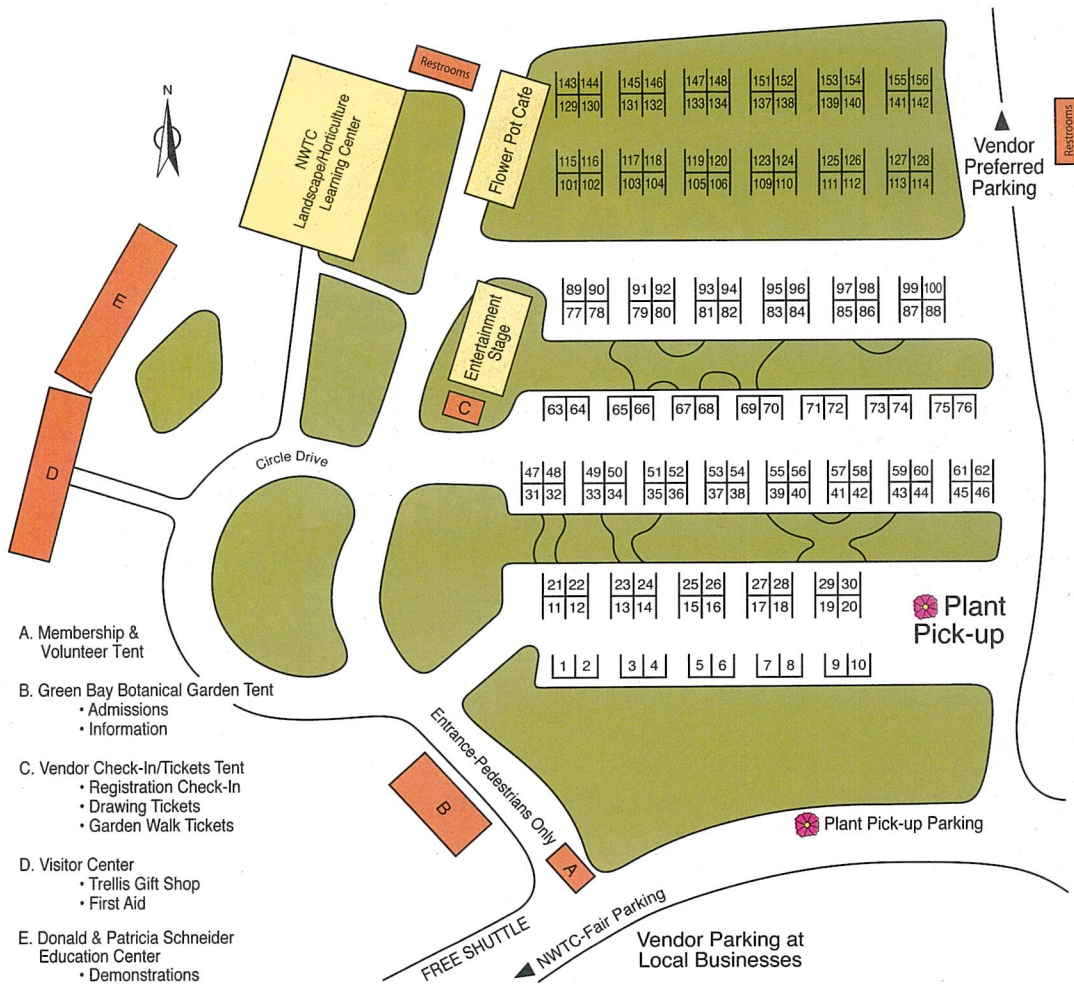 Restrooms
N
NWTC
Landscape/Horticulture
Learning Center
Flower Pot Cafe
143 144 145 146 147 148 151 152 153 154 155 156
129 130 131 132 133 134 137 138 139 140 141 142
115 116 117 118 119 120 123 124 125 126 127 128
101 102 103 104 105 106 109 110 111 112 113 114
Vendor
Preferred
Parking
Restrooms
E
89 90 91 92 93 94 95 96 97 98 99 100
77 78 79 80 81 82 83 84 85 86 87 88
Entertainment
Stage
C
63 64 65 66 67 68 69 70 71 72 73 74 75 76
D
Circle Drive
47 48 49 50 51 52 53 54 55 56 57 58 59 60 61 62
31 32 33 34 35 36 37 38 39 40 41 42 43 44 45 46
21 22 23 24 25 26 27 28 29 30
11 12 13 14 15 16 17 18 19 20
Plant
Pick-up
1 2 3 4 5 6 7 8 9 10
A. Membership &
Volunteer Tent
B. Green Bay Botanical Garden Tent
• Admissions
• Information
C. Vendor Check-In/Tickets Tent
• Registration Check-In
• Drawing Tickets
• Garden Walk Tickets
D. Visitor Center
• Trellis Gift Shop
• First Aid
E. Donald & Patricia Schneider
Education Center
• Demonstrations
Entrance-Pedestrians Only
B
A
Plant Pick-up Parking
FREE SHUTTLE
NWTC-Fair Parking
Vendor Parking at
Local Businesses